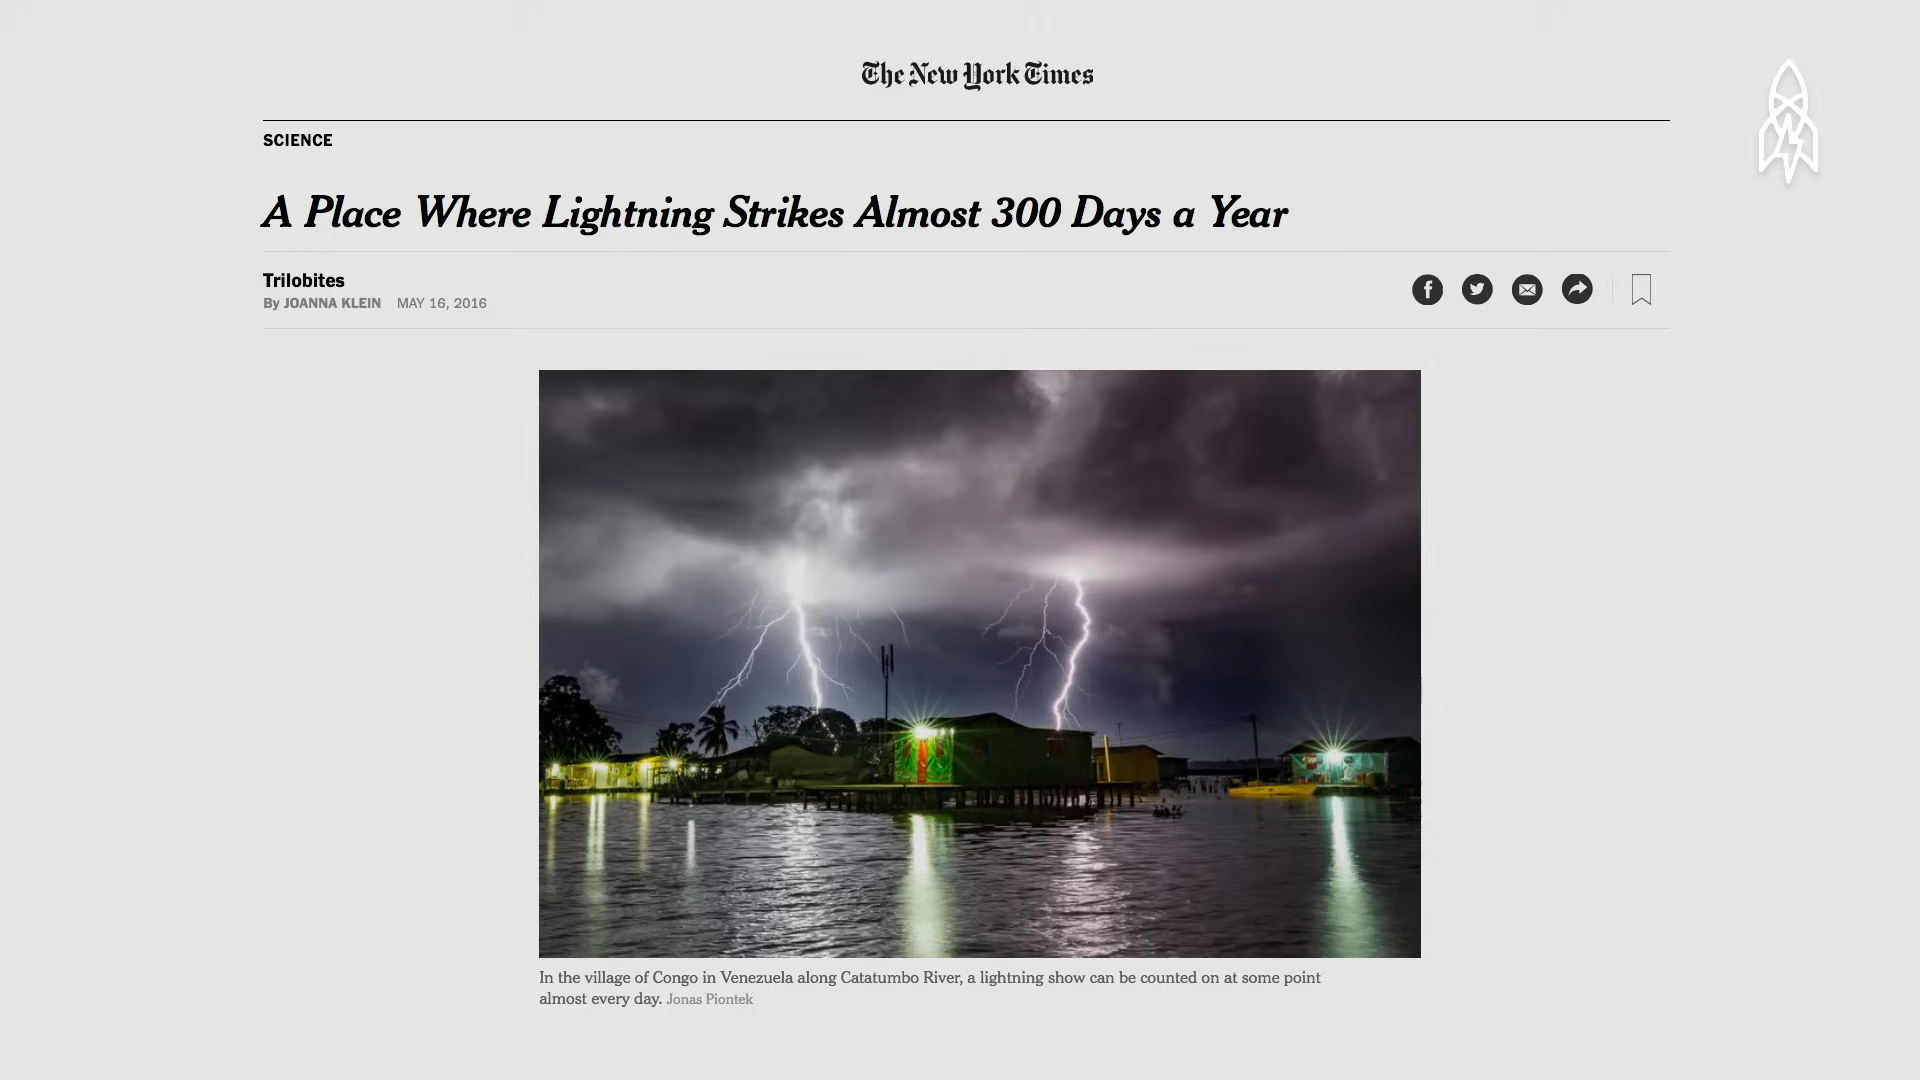 The New York Times
SCIENCE
A Place Where Lightning Strikes Almost 300 Days a Year
Trilobites
By JOANNA KLEIN MAY 16, 2016
In the village of Congo in Venezuela along Catatumbo River, a lightning show can be counted on at some point
almost every day. Jonas Piontek